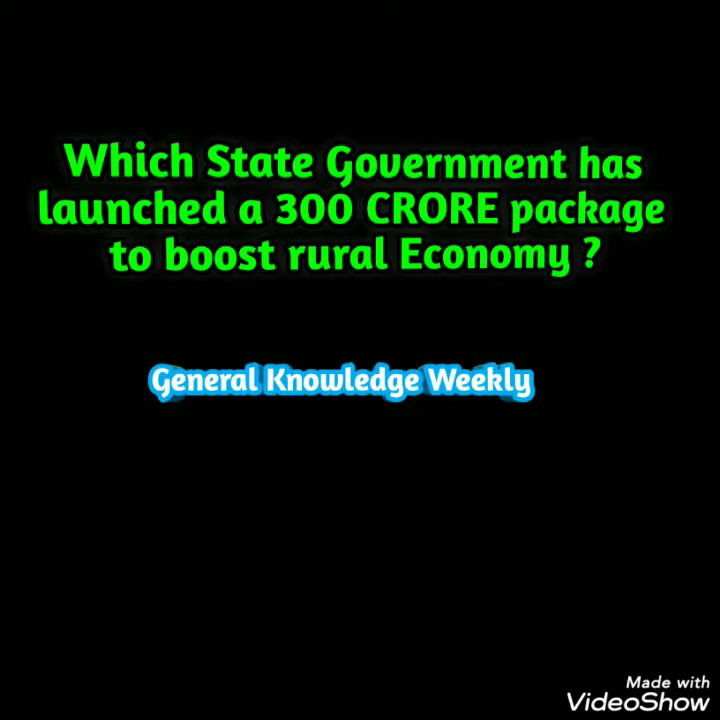 Which State Government has
launched a 300 CRORE package
to boost rural Economy ?
General Knowledge Weekly
Made with
VideoShow